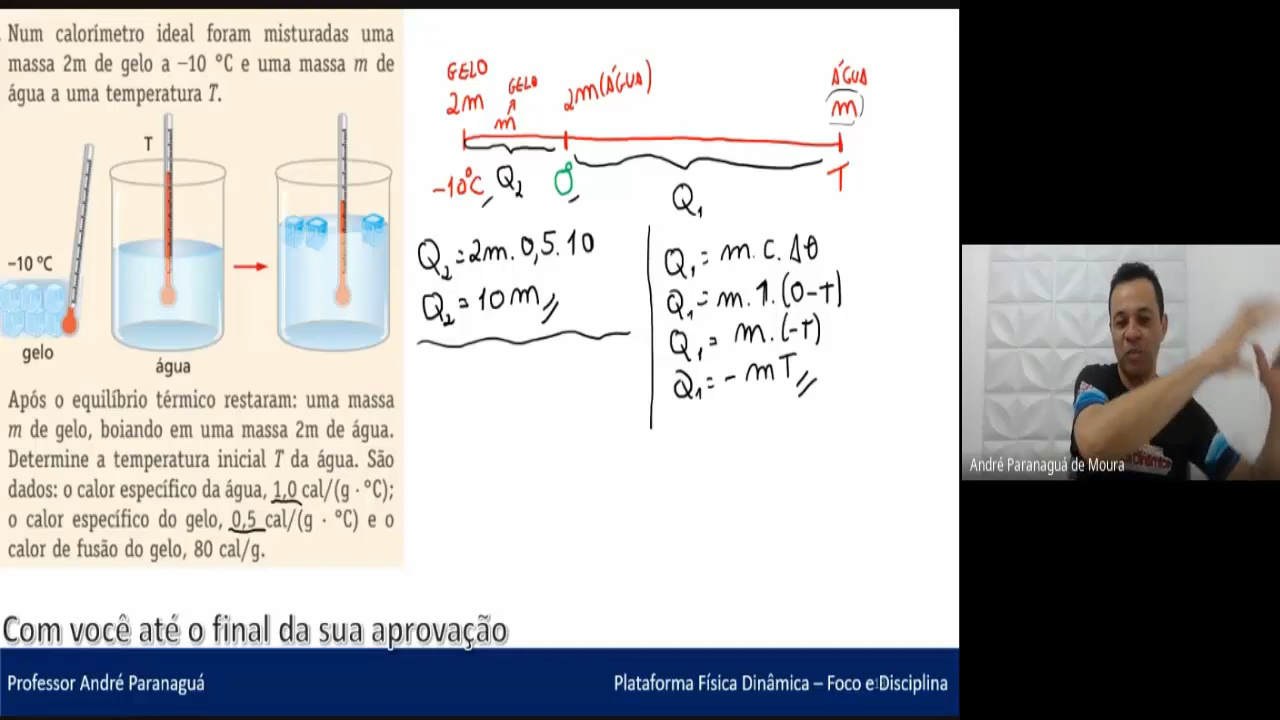 Num calorímetro ideal foram misturadas uma
massa 2m de gelo a –10 °C e uma massa m de
água a uma temperatura T.
T
–10 °C
gelo
água
Após o equilíbrio térmico restaram: uma massa
m de gelo, boiando em uma massa 2m de água.
Determine a temperatura inicial T da água. São
dados: o calor específico da água, 1,0 cal/(g · °C);
o calor específico do gelo, 0,5 cal/(g · °C) e o
calor de fusão do gelo, 80 cal/g.
GELO
2m
GELO
m
2m(ÁGUA)
ÁGUA
m
-10°C
Q₂
0°
Q₁
T
Q₂ = 2m. 0,5. 10
Q₂ = 10m
Q₁ = m. c. Δθ
Q₁ = m. 1. (0-T)
Q₁ = m. (-T)
Q₁ = - mT
André Paranaguá de Moura
Com você até o final da sua aprovação
Professor André Paranaguá
Plataforma Física Dinâmica – Foco e Disciplina